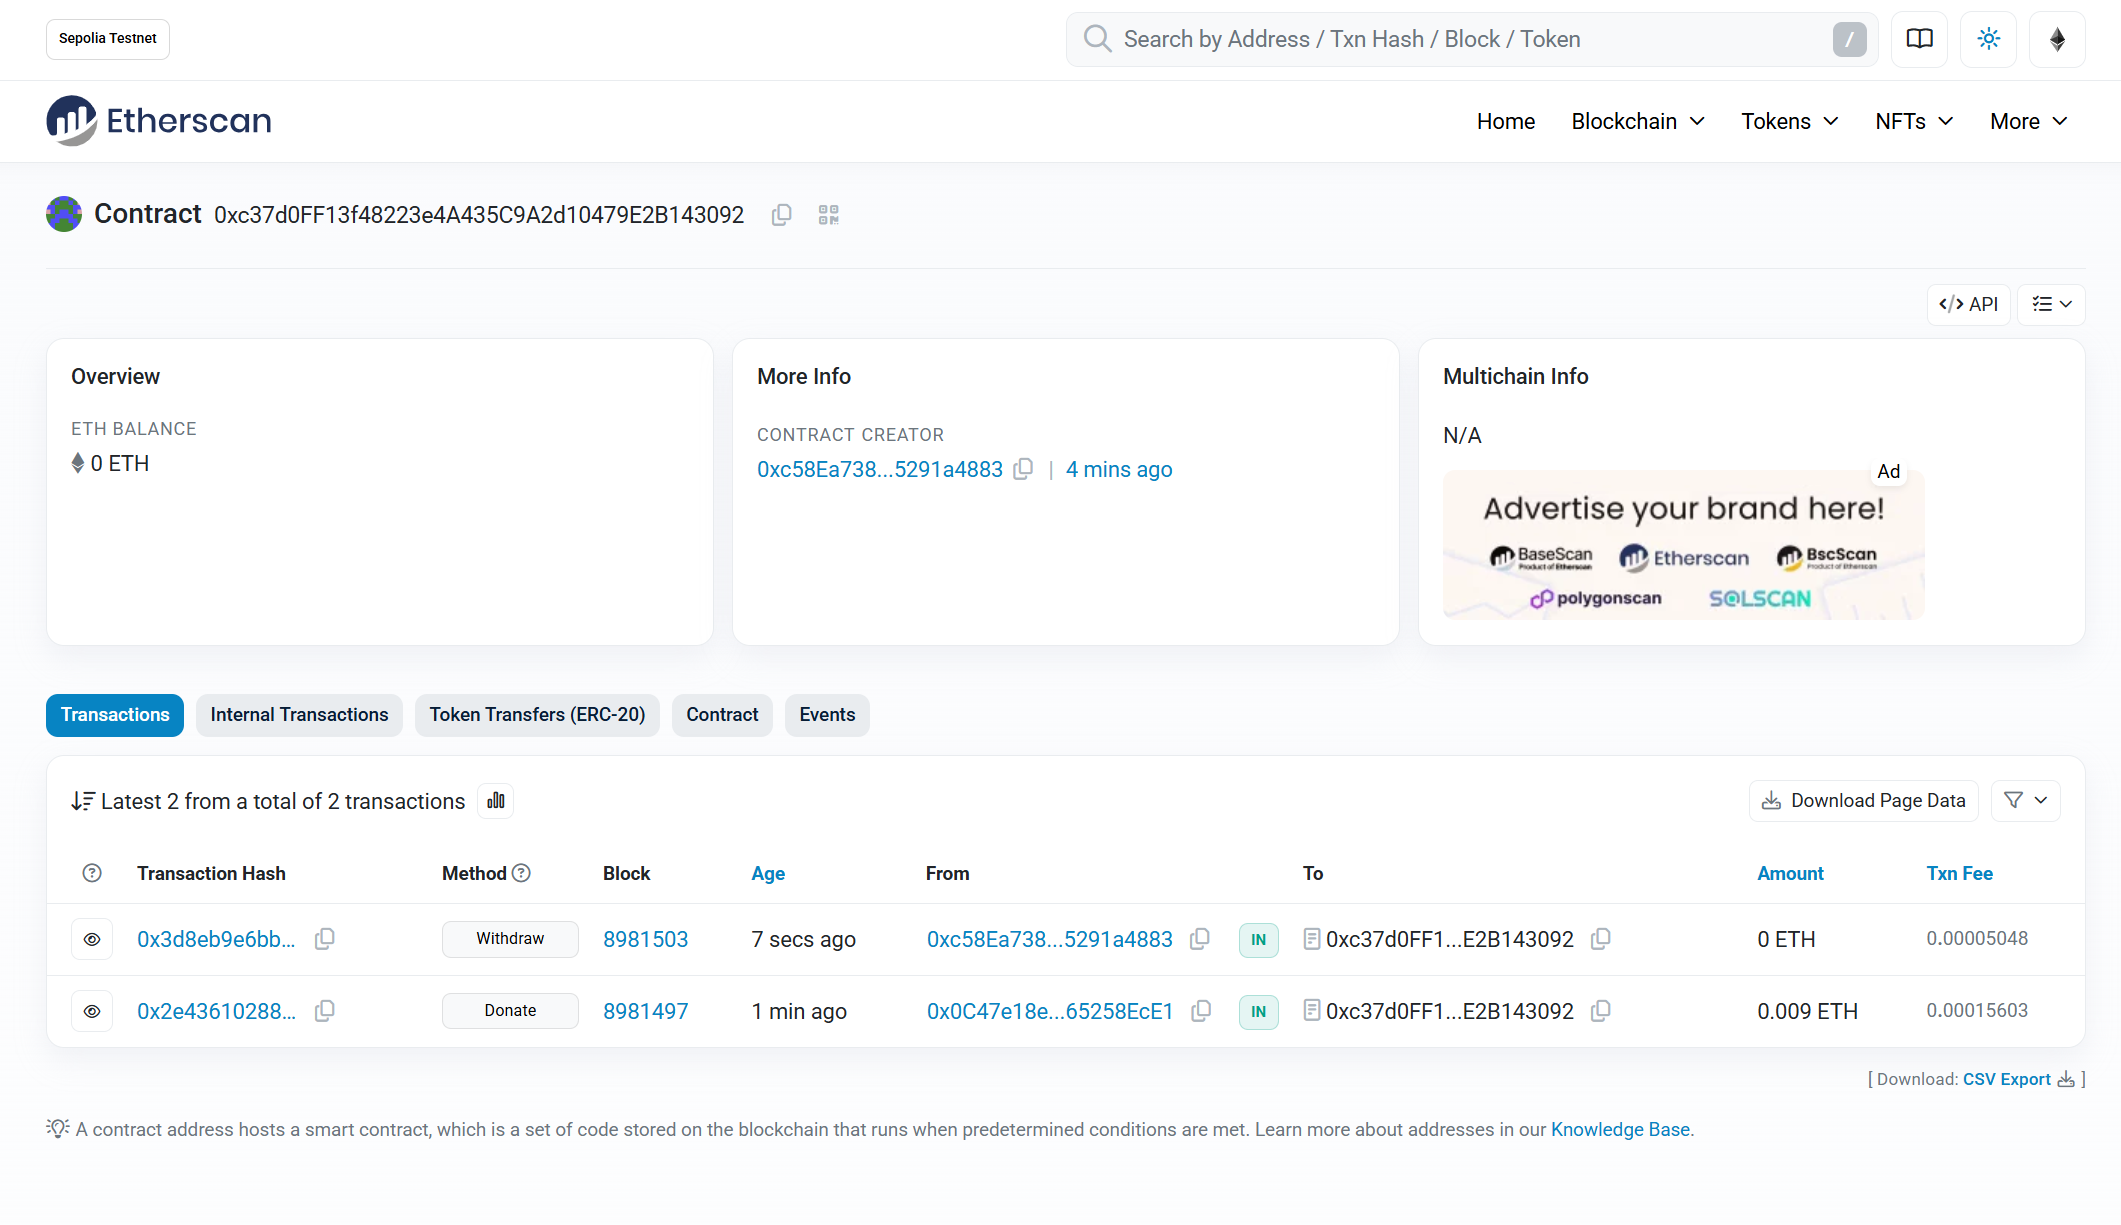 Sepolia Testnet
Search by Address / Txn Hash / Block / Token
/
Etherscan
Home Blockchain Tokens NFTs More
Contract 0xc37d0FF13f48223e4A435C9A2d10479E2B143092
API
Overview
ETH BALANCE
0 ETH
More Info
CONTRACT CREATOR
0xc58Ea738...5291a4883 | 4 mins ago
Multichain Info
N/A
Ad
Advertise your brand here!
BaseScan Etherscan BscScan
Product of Etherscan Product of Etherscan
polygonscan SOLSCAN
Transactions Internal Transactions Token Transfers (ERC-20) Contract Events
Latest 2 from a total of 2 transactions
Download Page Data
? Transaction Hash Method ? Block Age From To Amount Txn Fee
0x3d8eb9e6bb... Withdraw 8981503 7 secs ago 0xc58Ea738...5291a4883 IN 0xc37d0FF1...E2B143092 0 ETH 0.00005048
0x2e43610288... Donate 8981497 1 min ago 0x0C47e18e...65258EcE1 IN 0xc37d0FF1...E2B143092 0.009 ETH 0.00015603
[ Download: CSV Export ]
A contract address hosts a smart contract, which is a set of code stored on the blockchain that runs when predetermined conditions are met. Learn more about addresses in our Knowledge Base.